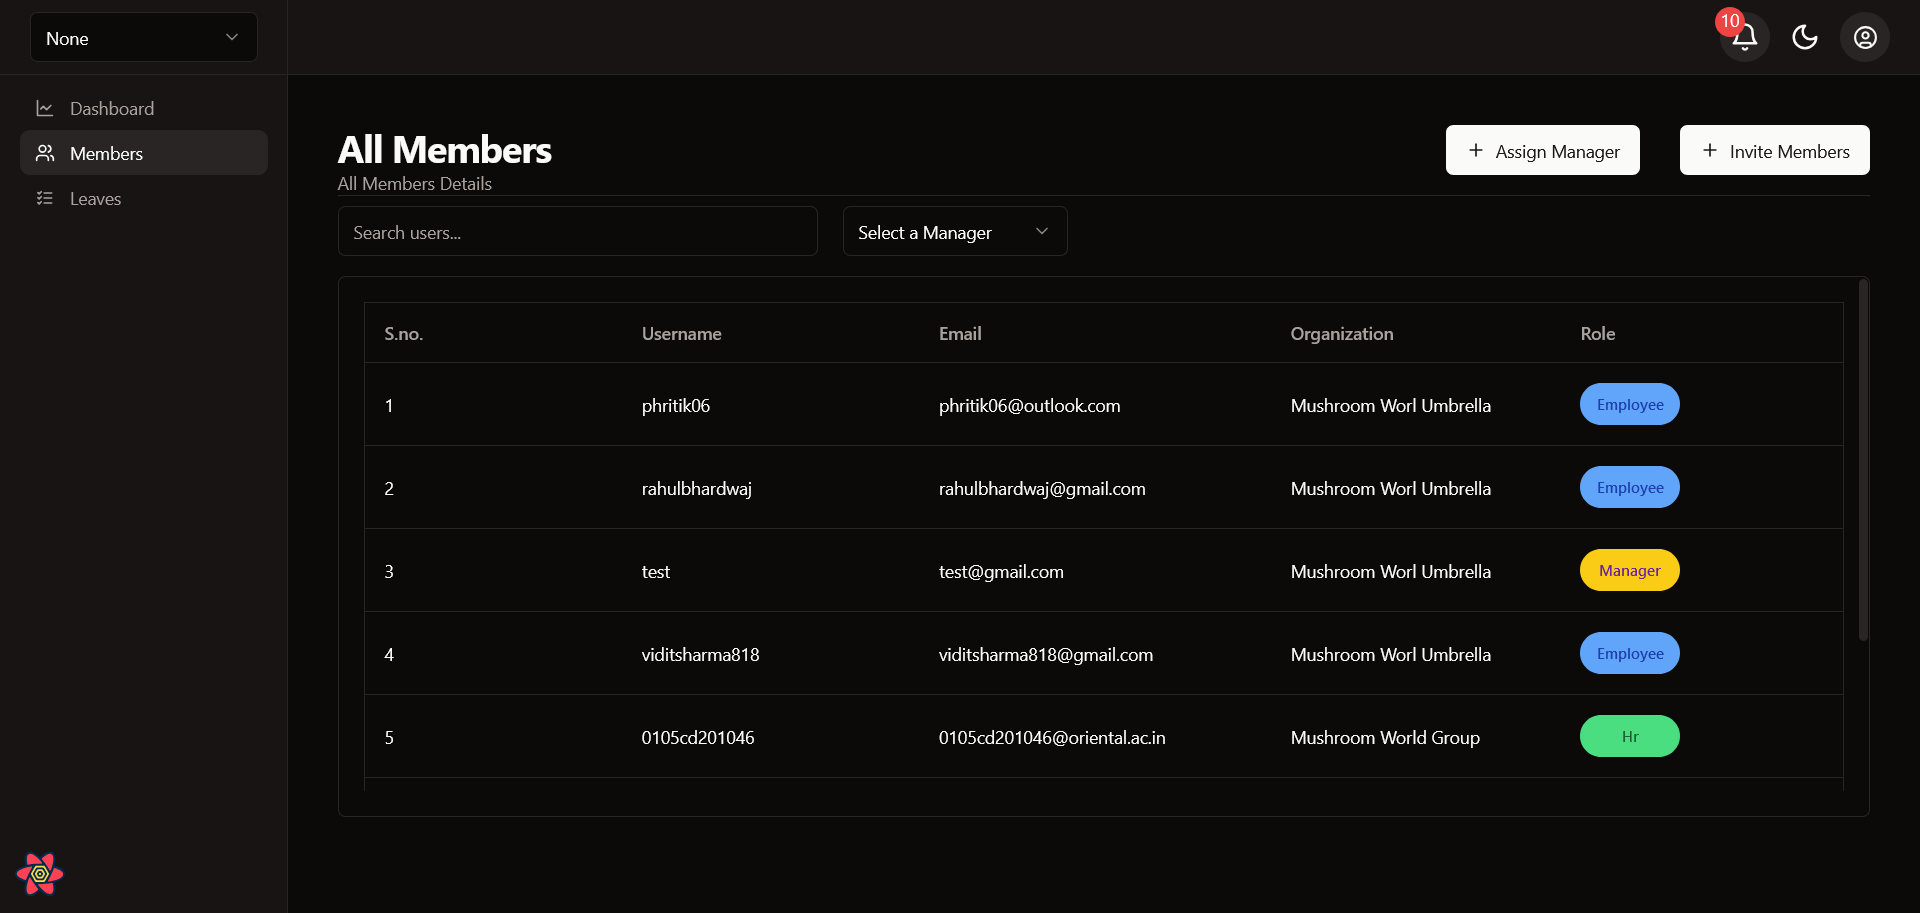 None
10
Dashboard
Members
Leaves
All Members
All Members Details
Assign Manager
Invite Members
Search users...
Select a Manager
S.no. Username Email Organization Role
1 phritik06 phritik06@outlook.com Mushroom Worl Umbrella Employee
2 rahulbhardwaj rahulbhardwaj@gmail.com Mushroom Worl Umbrella Employee
3 test test@gmail.com Mushroom Worl Umbrella Manager
4 viditsharma818 viditsharma818@gmail.com Mushroom Worl Umbrella Employee
5 0105cd201046 0105cd201046@oriental.ac.in Mushroom World Group Hr